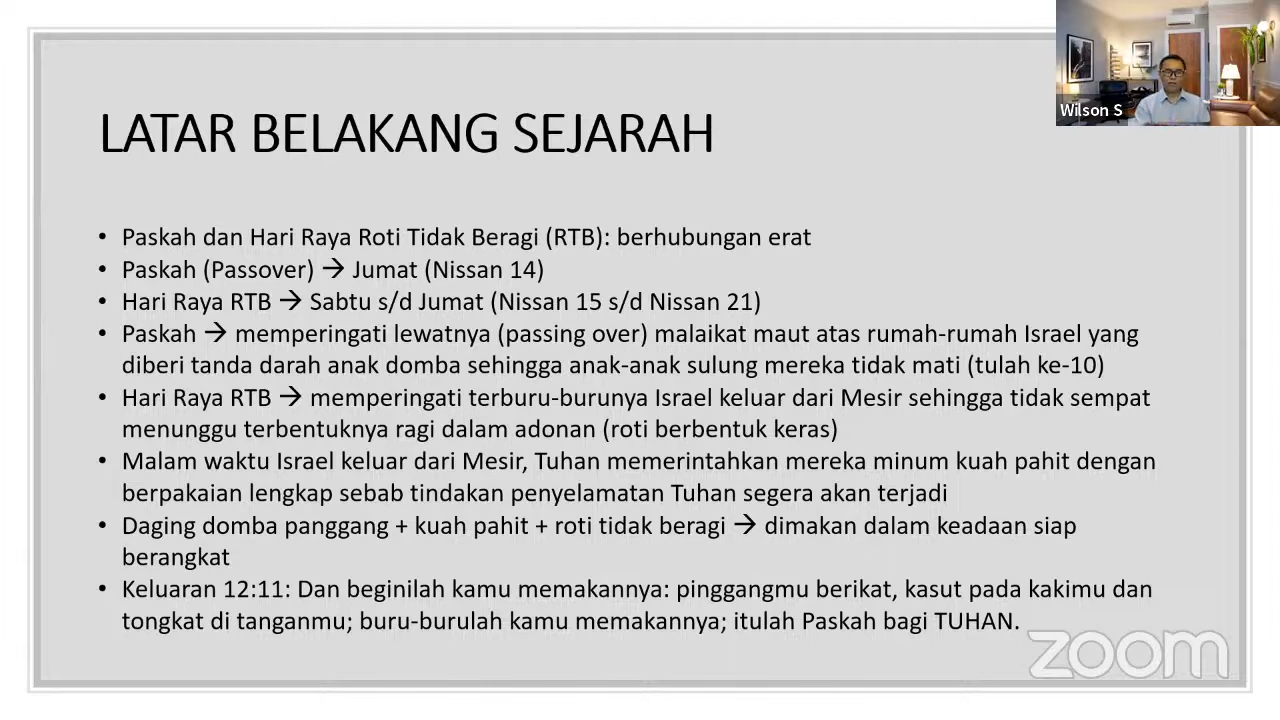 Wilson S
LATAR BELAKANG SEJARAH
• Paskah dan Hari Raya Roti Tidak Beragi (RTB): berhubungan erat
• Paskah (Passover) → Jumat (Nissan 14)
• Hari Raya RTB → Sabtu s/d Jumat (Nissan 15 s/d Nissan 21)
• Paskah → memperingati lewatnya (passing over) malaikat maut atas rumah-rumah Israel yang
diberi tanda darah anak domba sehingga anak-anak sulung mereka tidak mati (tulah ke-10)
• Hari Raya RTB → memperingati terburu-burunya Israel keluar dari Mesir sehingga tidak sempat
menunggu terbentuknya ragi dalam adonan (roti berbentuk keras)
• Malam waktu Israel keluar dari Mesir, Tuhan memerintahkan mereka minum kuah pahit dengan
berpakaian lengkap sebab tindakan penyelamatan Tuhan segera akan terjadi
• Daging domba panggang + kuah pahit + roti tidak beragi → dimakan dalam keadaan siap
berangkat
• Keluaran 12:11: Dan beginilah kamu memakannya: pinggangmu berikat, kasut pada kakimu dan
tongkat di tanganmu; buru-burulah kamu memakannya; itulah Paskah bagi TUHAN.
zoom